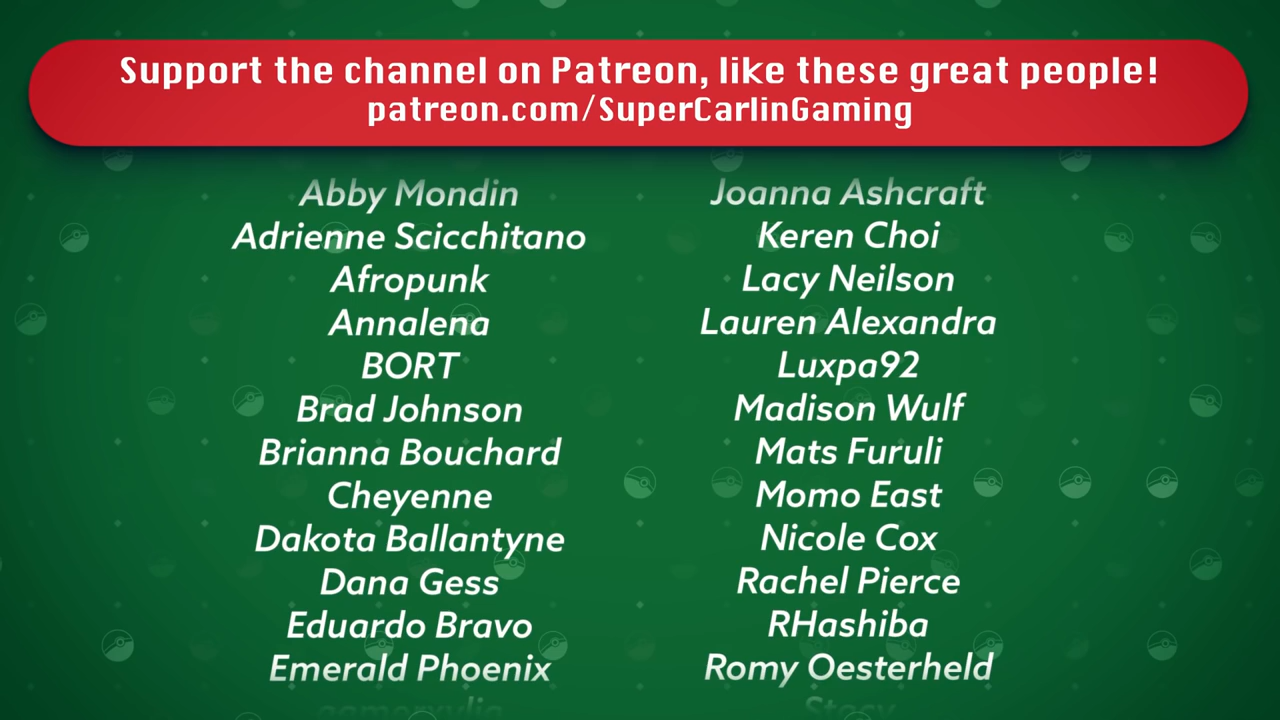 Support the channel on Patreon, like these great people!
patreon.com/SuperCarlinGaming
Abby Mondin
Adrienne Scicchitano
Afropunk
Annalena
BORT
Brad Johnson
Brianna Bouchard
Cheyenne
Dakota Ballantyne
Dana Gess
Eduardo Bravo
Emerald Phoenix
Joanna Ashcraft
Keren Choi
Lacy Neilson
Lauren Alexandra
Luxpa92
Madison Wulf
Mats Furuli
Momo East
Nicole Cox
Rachel Pierce
RHashiba
Romy Oesterheld
Stacy